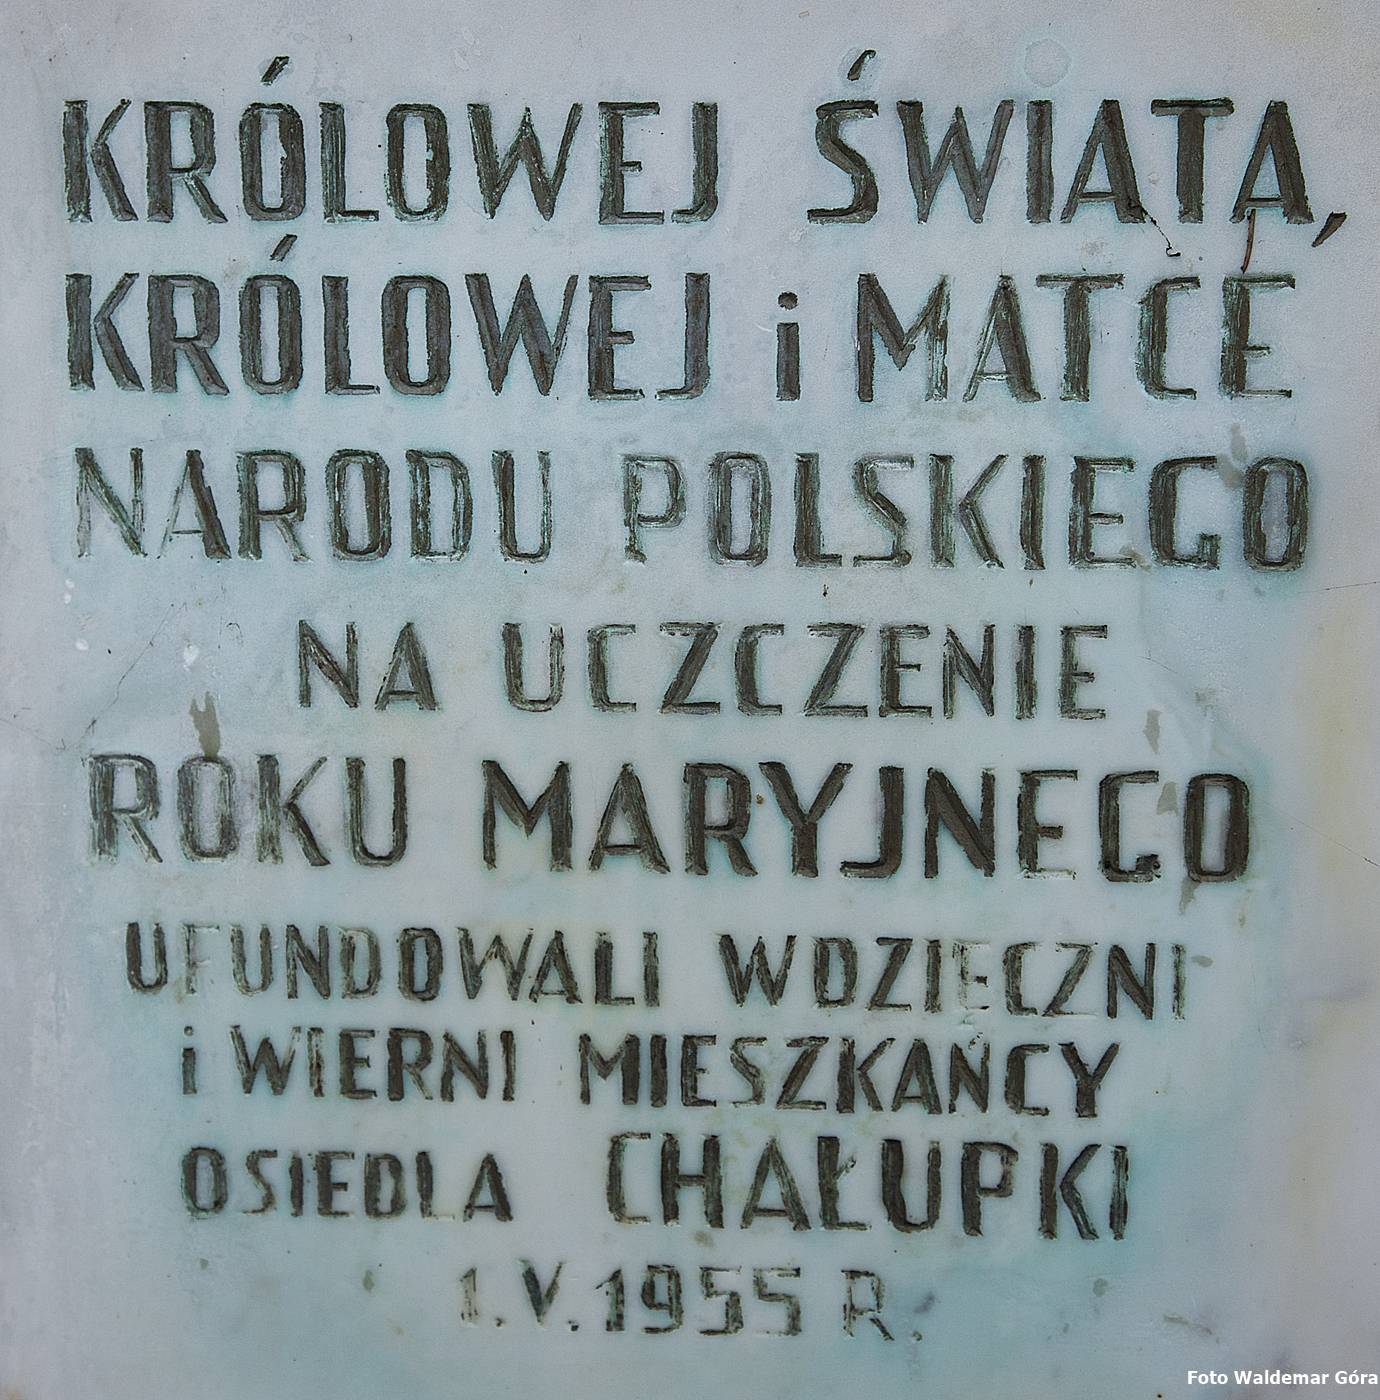 KRÓLOWEJ ŚWIATA,
KRÓLOWEJ i MATCE
NARODU POLSKIEGO
NA UCZCZENIE
ROKU MARYJNEGO
UFUNDOWALI WDZIĘCZNI
i WIERNI MIESZKAŃCY
OSIEDLA CHAŁUPKI
1.V.1955 R.
Foto Waldemar Góra